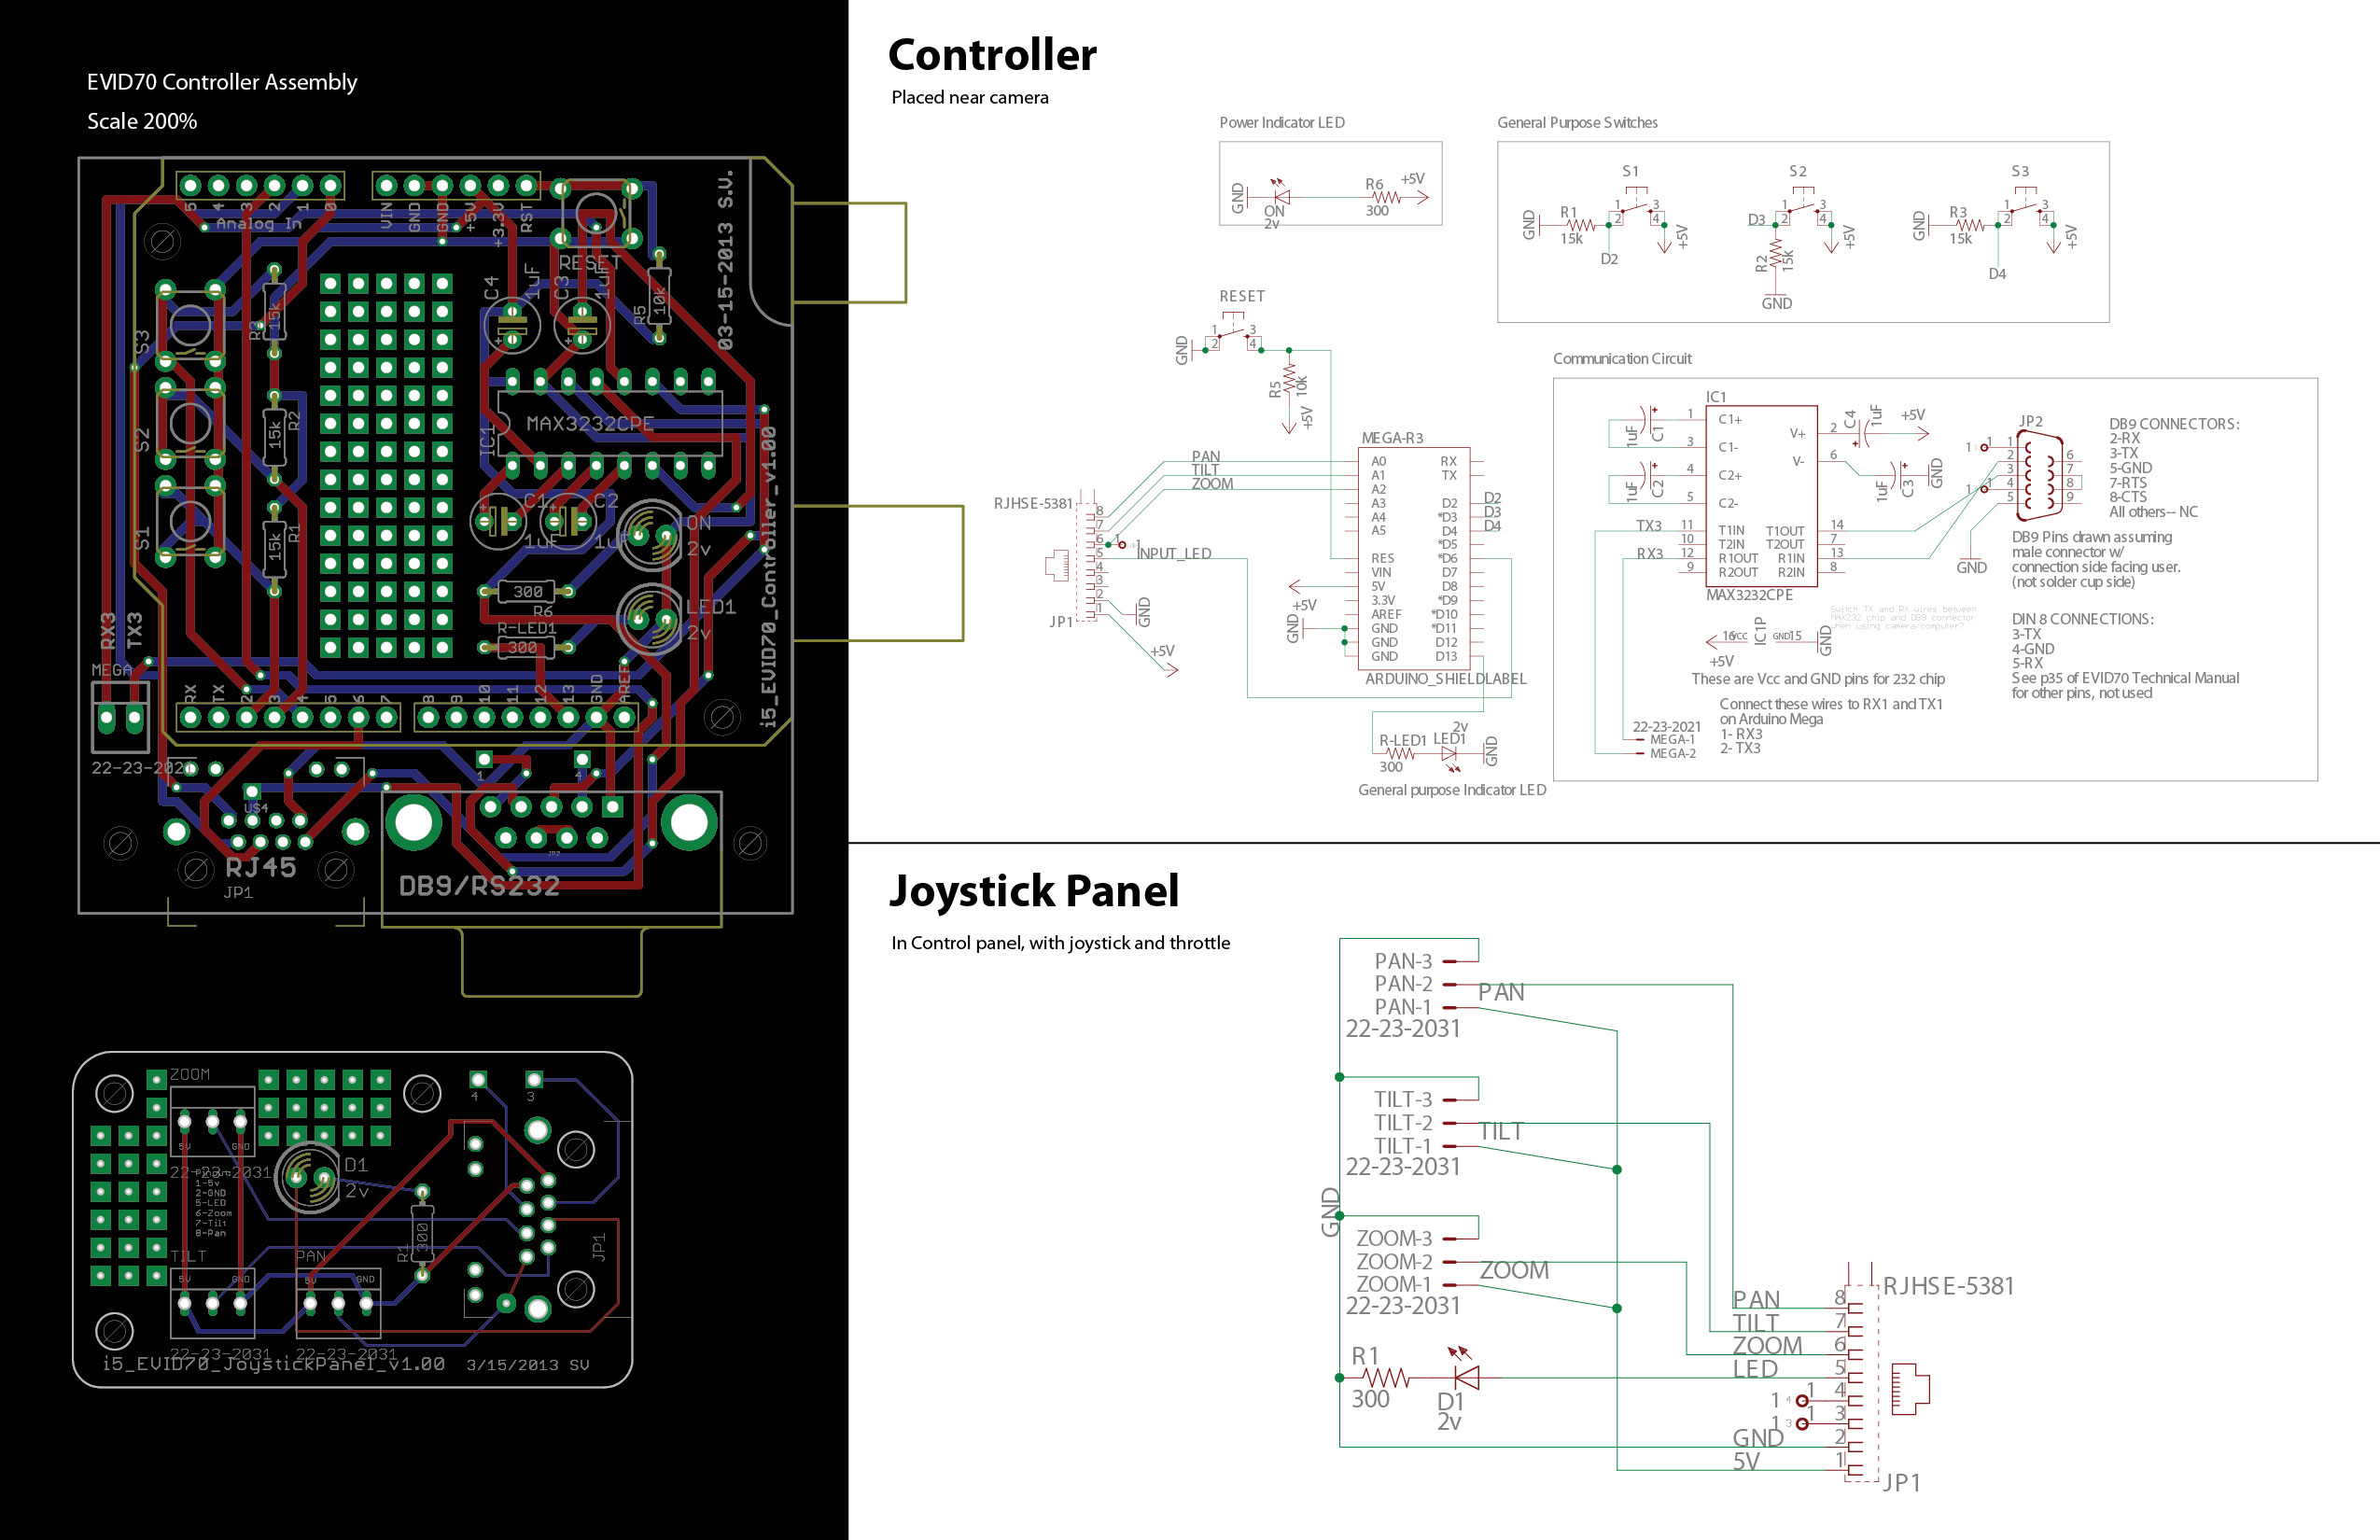 EVID70 Controller Assembly
Scale 200%
5 4 3 2 1 0
Analog In
VIN GND GND +5V +3.3V RST
RESET
03-15-2013 S.V.
C4 1uF C3 1uF
R5 10k
S3
R3 15k
S2
R2 15k
S1
R1 15k
IC1 MAX3232CPE
C1 1uF C2 1uF
ON
2v
300
R6
R-LED1
300
LED1
2v
i5_EVID70_Controller_v1.00
RX3 TX3
MEGA
RX TX 2 3 4 5 6 7 8 9 10 11 12 13 GND AREF
22-23-2021
1 4
US4
RJ45
JP1
JP2
DB9/RS232
ZOOM
5V GND
22-23-2031
Pinout:
1-5v
2-GND
5-LED
6-Zoom
7-Tilt
8-Pan
D1
2v
4 3
R1 300
JP1
TILT PAN
5V GND 5V GND
22-23-2031 22-23-2031
i5_EVID70_JoystickPanel_v1.00 3/15/2013 SV
Controller
Placed near camera
Power Indicator LED
GND
ON
2v
R6
300
+5V
General Purpose Switches
S1 S2 S3
GND R1 15k 1 2 3 4 +5V D2
D3 1 2 3 4 +5V R2 15k GND
GND R3 15k 1 2 3 4 +5V D4
RESET
GND 1 2 3 4
R5 10k
+5V
MEGA-R3
PAN
TILT
ZOOM
RJHSE-5381
8
7
6
5
4
3
2
1
1 1
INPUT_LED
JP1
GND
+5V
A0 RX
A1 TX
A2
A3 D2 D2
A4 *D3 D3
A5 D4 D4
*D5
RES *D6
VIN D7
5V D8
3.3V *D9
AREF *D10
GND *D11
GND D12
GND D13
+5V
GND
ARDUINO_SHIELDLABEL
R-LED1
300
LED1
2v
GND
General purpose Indicator LED
Communication Circuit
IC1
1 C1+
3 C1-
4 C2+
5 C2-
11 T1IN
10 T2IN
12 R1OUT
9 R2OUT
V+ 2
V- 6
T1OUT 14
T2OUT 7
R1IN 13
R2IN 8
1uF C1
1uF C2
C4 1uF +5V
1uF C3 GND
TX3
RX3
MAX3232CPE
JP2
1 1
1 1
1
2
3
4
5
6
7
8
9
GND
DB9 CONNECTORS:
2-RX
3-TX
5-GND
7-RTS
8-CTS
All others-- NC
DB9 Pins drawn assuming
male connector w/
connection side facing user.
(not solder cup side)
Switch TX and RX wires between
MAX232 chip and DB9 connector
when using camera/computer?
16 VCC IC1P GND 15 GND
+5V
These are Vcc and GND pins for 232 chip
Connect these wires to RX1 and TX1
on Arduino Mega
1- RX3
2- TX3
22-23-2021
MEGA-1
MEGA-2
DIN 8 CONNECTIONS:
3-TX
4-GND
5-RX
See p35 of EVID70 Technical Manual
for other pins, not used
Joystick Panel
In Control panel, with joystick and throttle
PAN-3
PAN-2 PAN
PAN-1
22-23-2031
TILT-3
TILT-2 TILT
TILT-1
22-23-2031
GND
ZOOM-3
ZOOM-2 ZOOM
ZOOM-1
22-23-2031
R1
300
D1
2v
RJHSE-5381
PAN 8
TILT 7
ZOOM 6
LED 5
1 4 1 4
1 3 1 3
GND 2
5V 1
JP1